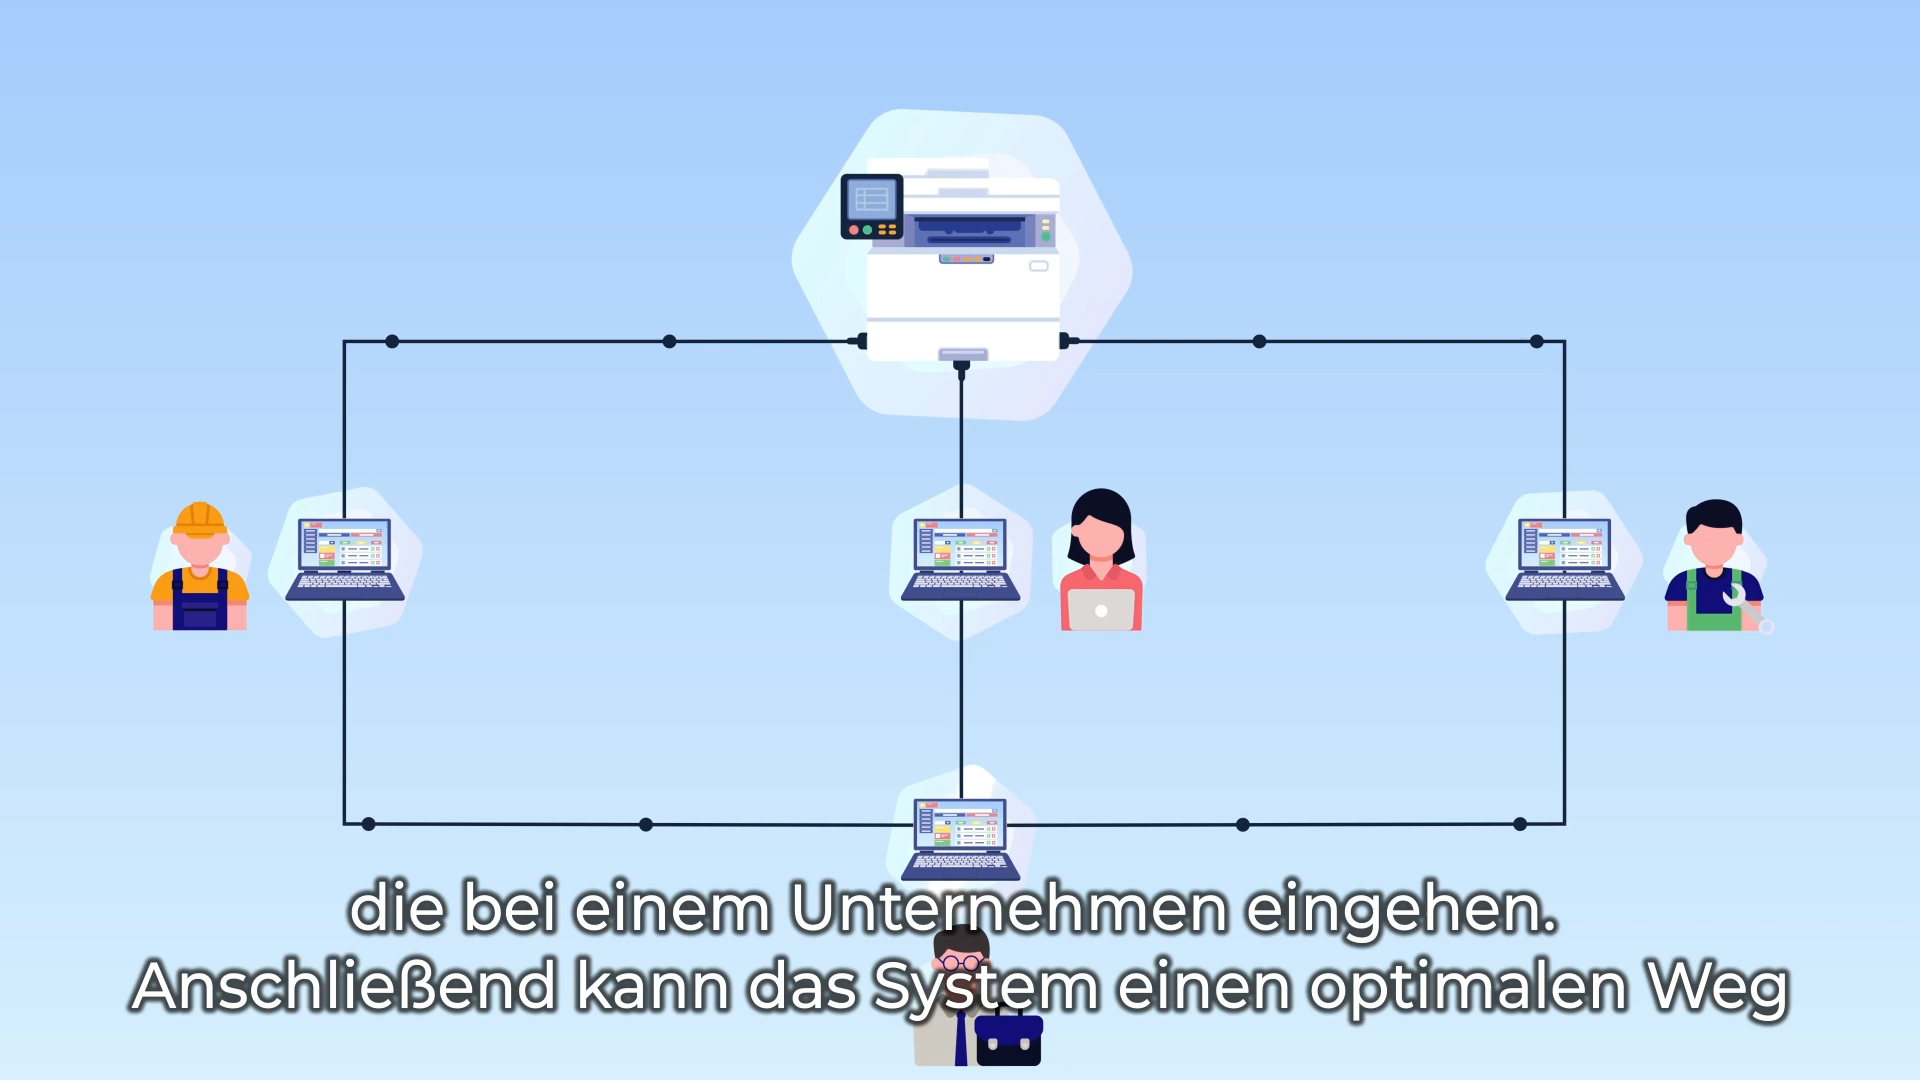 die bei einem Unternehmen eingehen.
Anschließend kann das System einen optimalen Weg